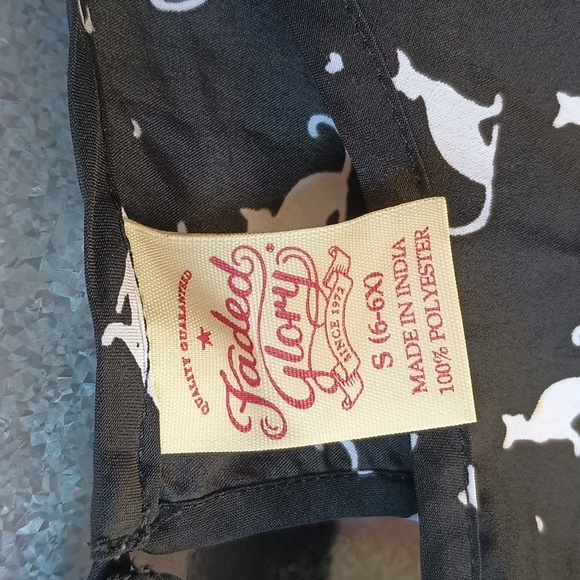 QUALITY GUARANTEED
Faded
Glory®
SINCE 1972
S (6-6X)
MADE IN INDIA
100% POLYESTER